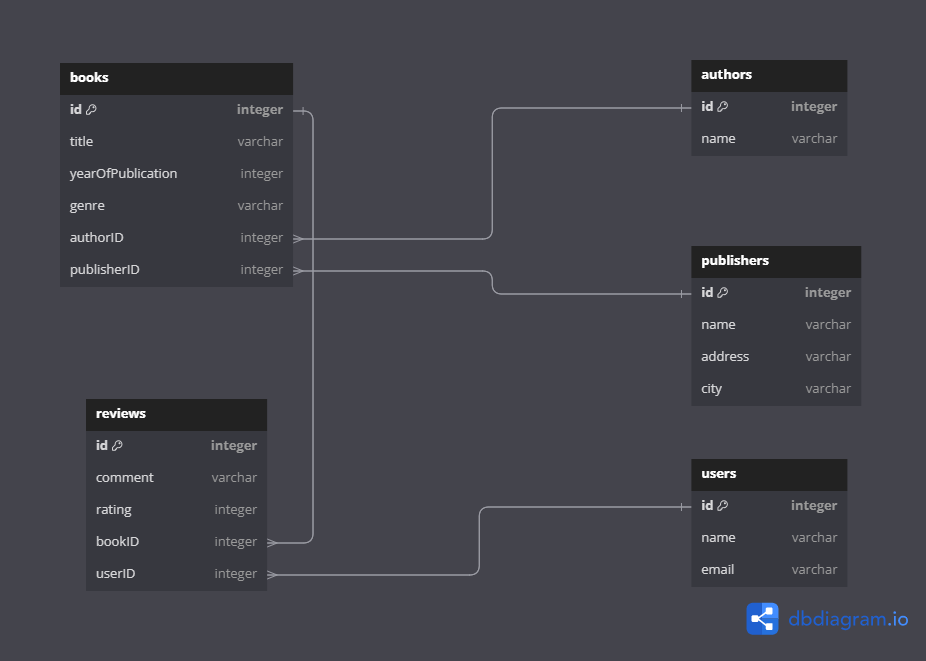 books
id integer
title varchar
yearOfPublication integer
genre varchar
authorID integer
publisherID integer
authors
id integer
name varchar
publishers
id integer
name varchar
address varchar
city varchar
reviews
id integer
comment varchar
rating integer
bookID integer
userID integer
users
id integer
name varchar
email varchar
dbdiagram.io